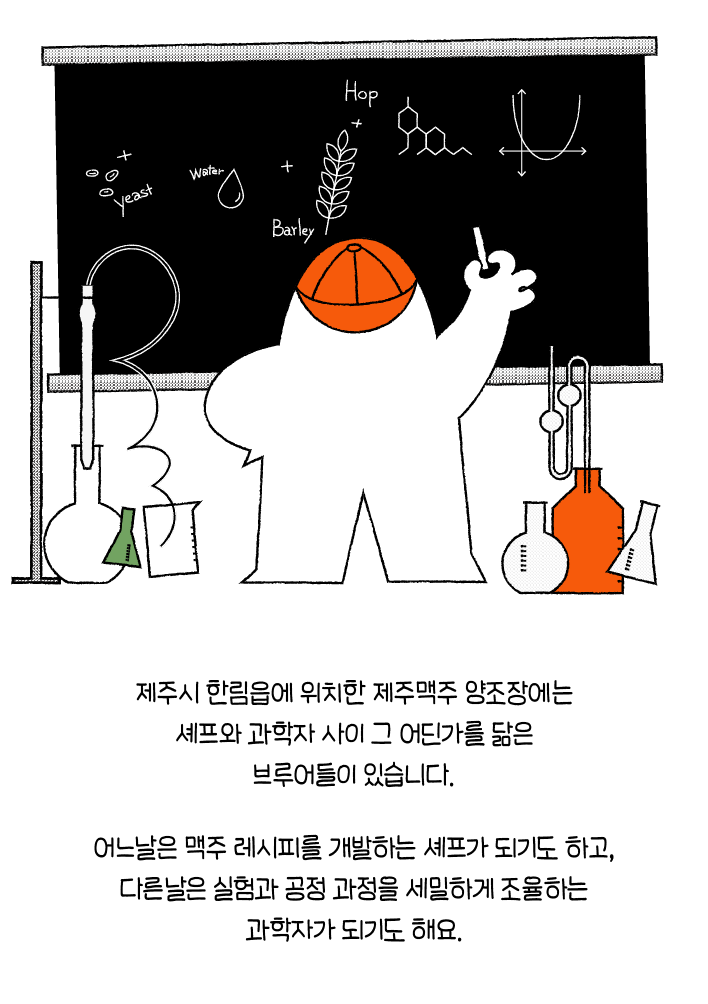 Hop
+
+
yeast
Water
+
Barley
제주시 한림읍에 위치한 제주맥주 양조장에는
셰프와 과학자 사이 그 어딘가를 닮은
브루어들이 있습니다.
어느날은 맥주 레시피를 개발하는 셰프가 되기도 하고,
다른날은 실험과 공정 과정을 세밀하게 조율하는
과학자가 되기도 해요.